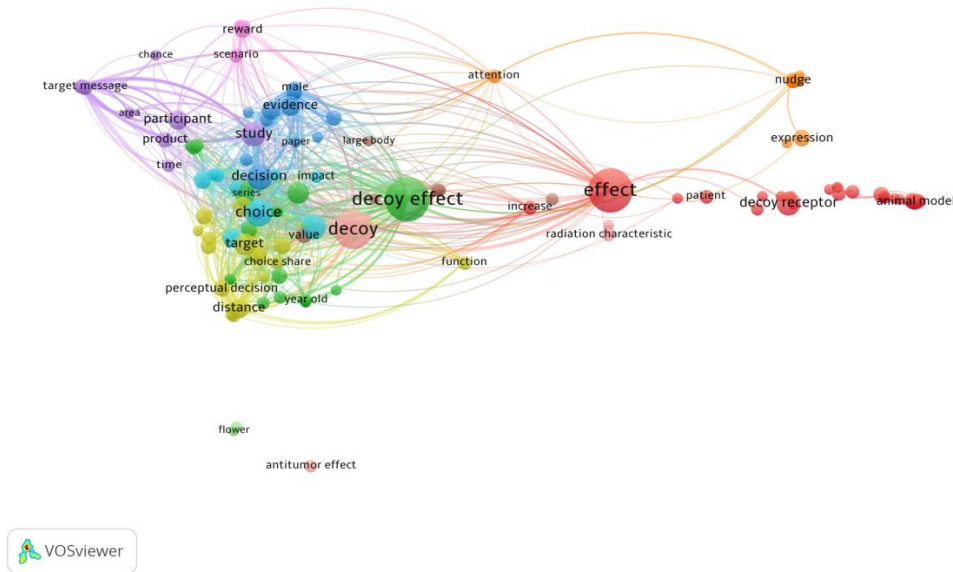 reward
chance
scenario
target message
attention
nudge
male
evidence
area
participant
study
product
paper
large body
expression
time
decision
impact
series
decoy effect
effect
patient
choice
increase
decoy receptor
animal model
value
decoy
radiation characteristic
target
choice share
function
perceptual decision
year old
distance
flower
antitumor effect
VOSviewer